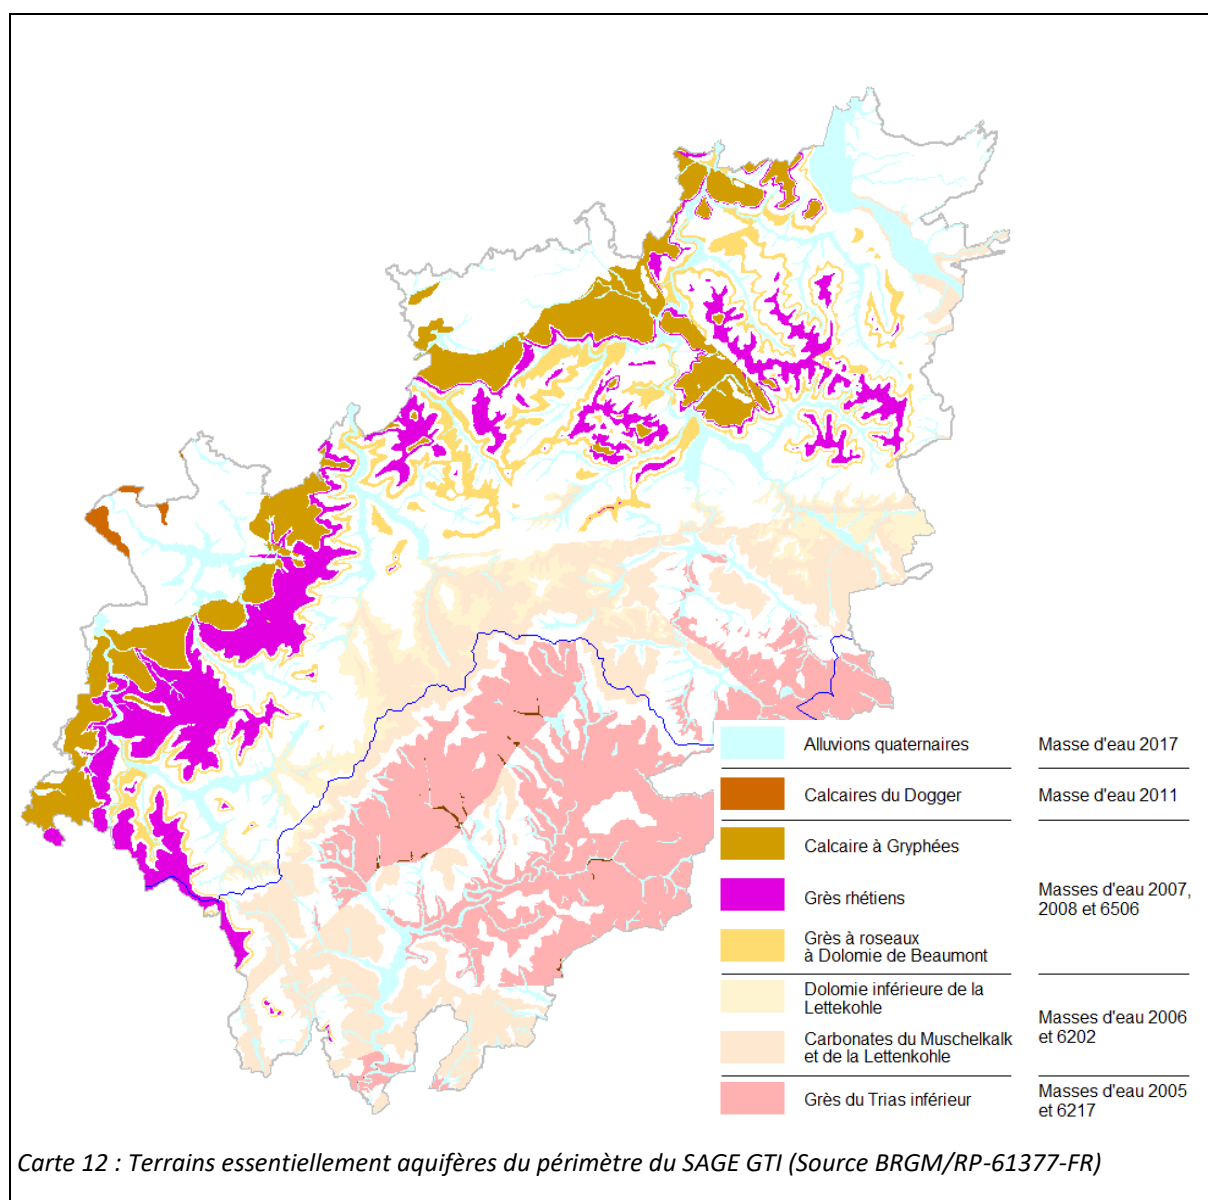 Alluvions quaternaires
Masse d'eau 2017
Calcaires du Dogger
Masse d'eau 2011
Calcaire à Gryphées
Grès rhétiens
Masses d'eau 2007,
2008 et 6506
Grès à roseaux
à Dolomie de Beaumont
Dolomie inférieure de la
Lettekohle
Masses d'eau 2006
et 6202
Carbonates du Muschelkalk
et de la Lettenkohle
Grès du Trias inférieur
Masses d'eau 2005
et 6217
Carte 12 : Terrains essentiellement aquifères du périmètre du SAGE GTI (Source BRGM/RP-61377-FR)